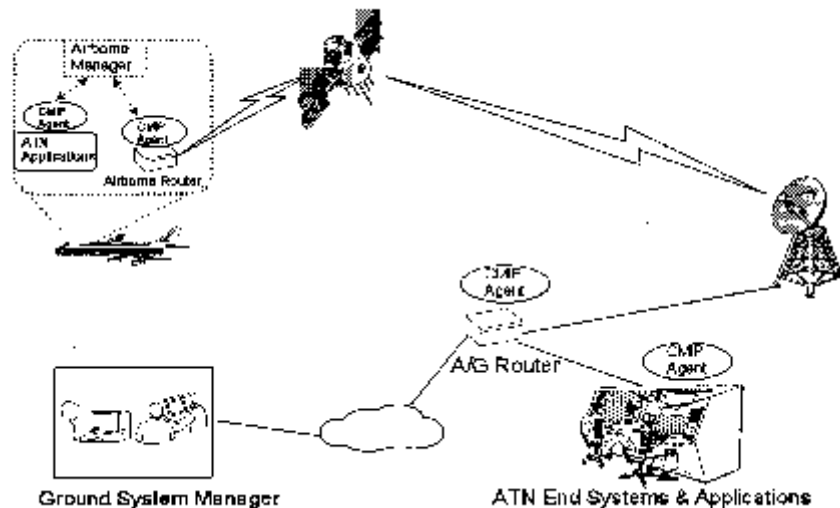 Airborne
Manager
CMIP
Agent
CMIP
Agent
ATN
Applications
Airborne Router
CMIP
Agent
A/G Router
CMIP
Agent
Ground System Manager
ATN End Systems & Applications